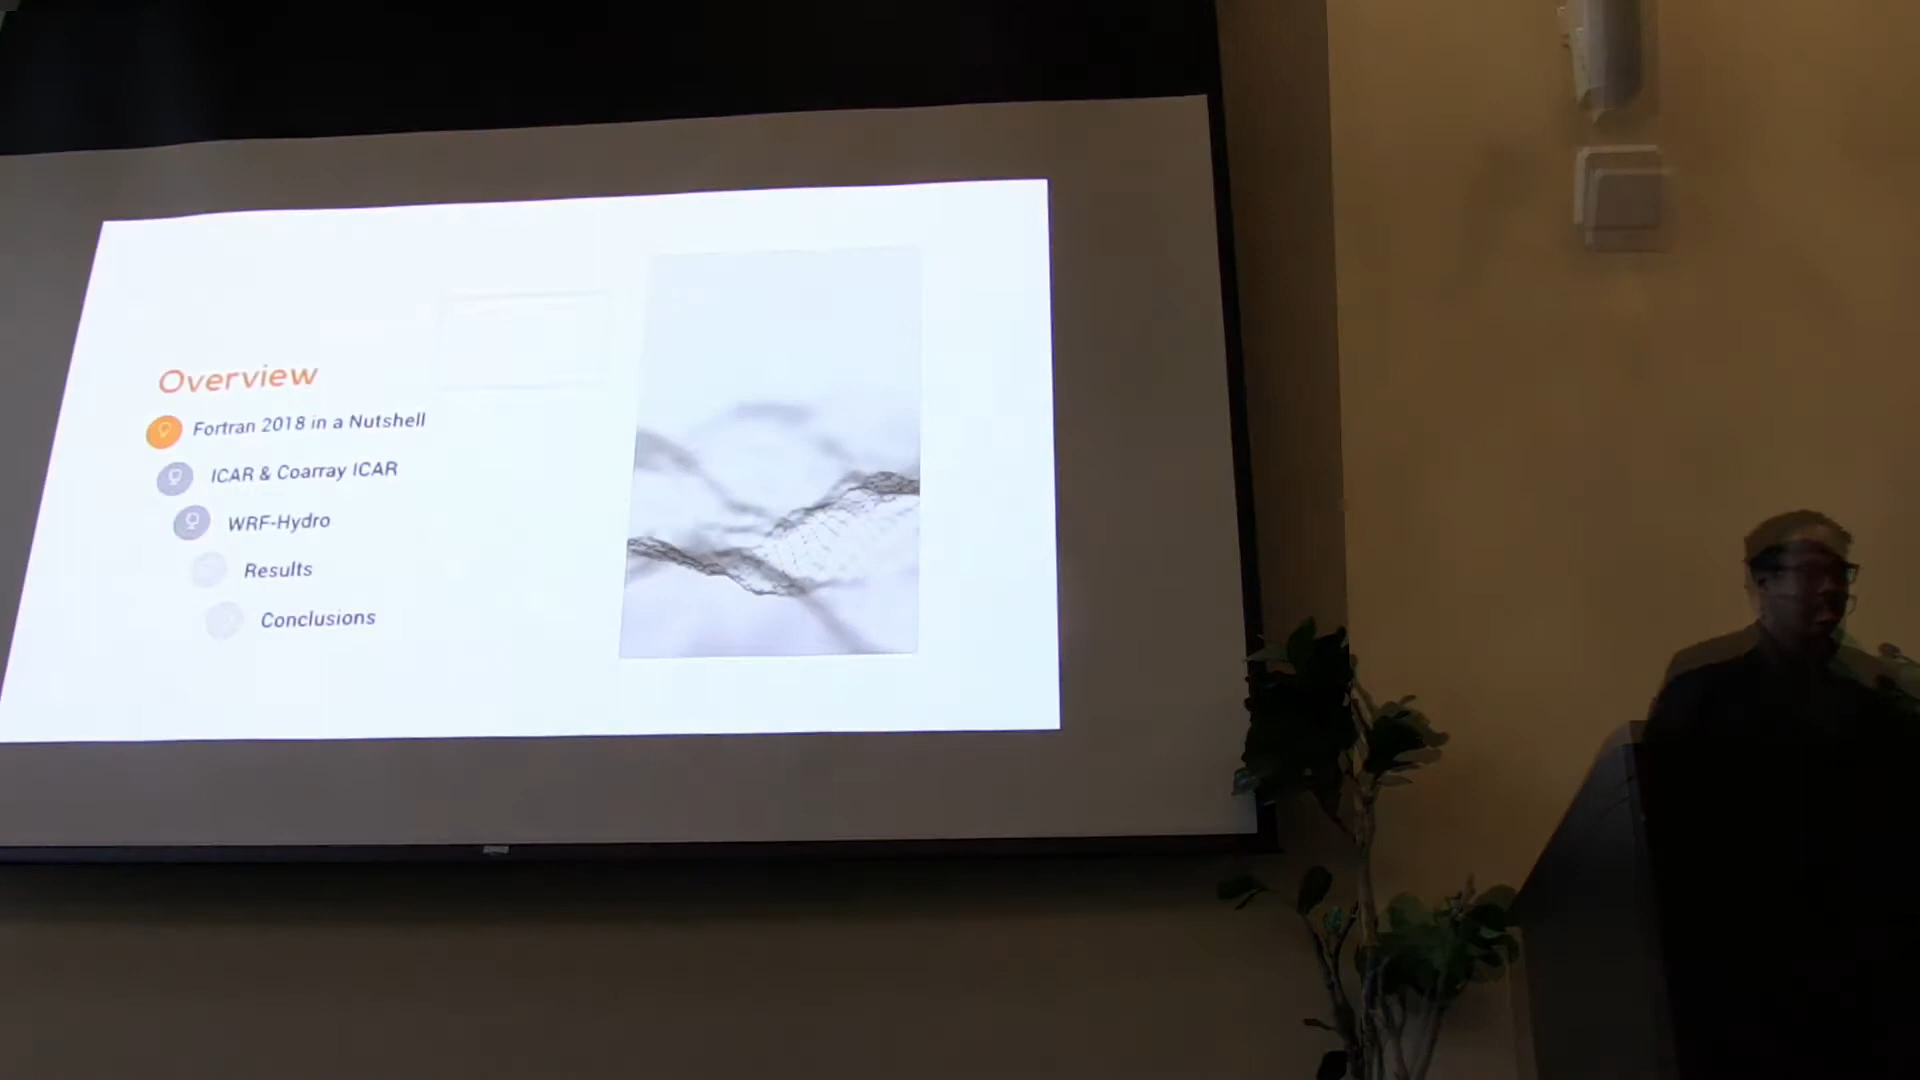 Overview
Fortran 2018 in a Nutshell
ICAR & Coarray ICAR
WRF-Hydro
Results
Conclusions